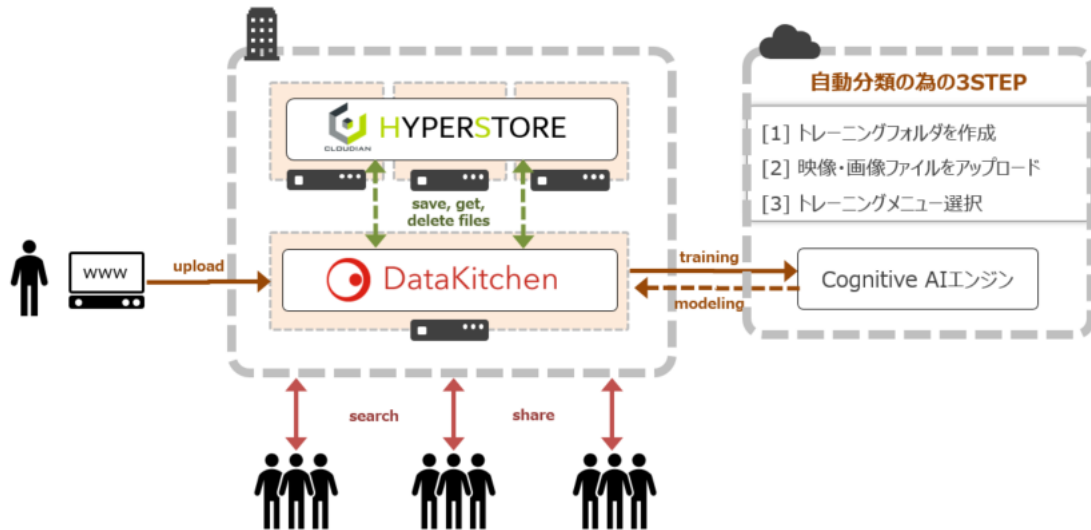 自動分類の為の3STEP
[1] トレーニングフォルダを作成
[2] 映像・画像ファイルをアップロード
[3] トレーニングメニュー選択
CLOUDIAN
HYPERSTORE
save, get,
delete files
www
upload
DataKitchen
training
modeling
Cognitive AIエンジン
search
share